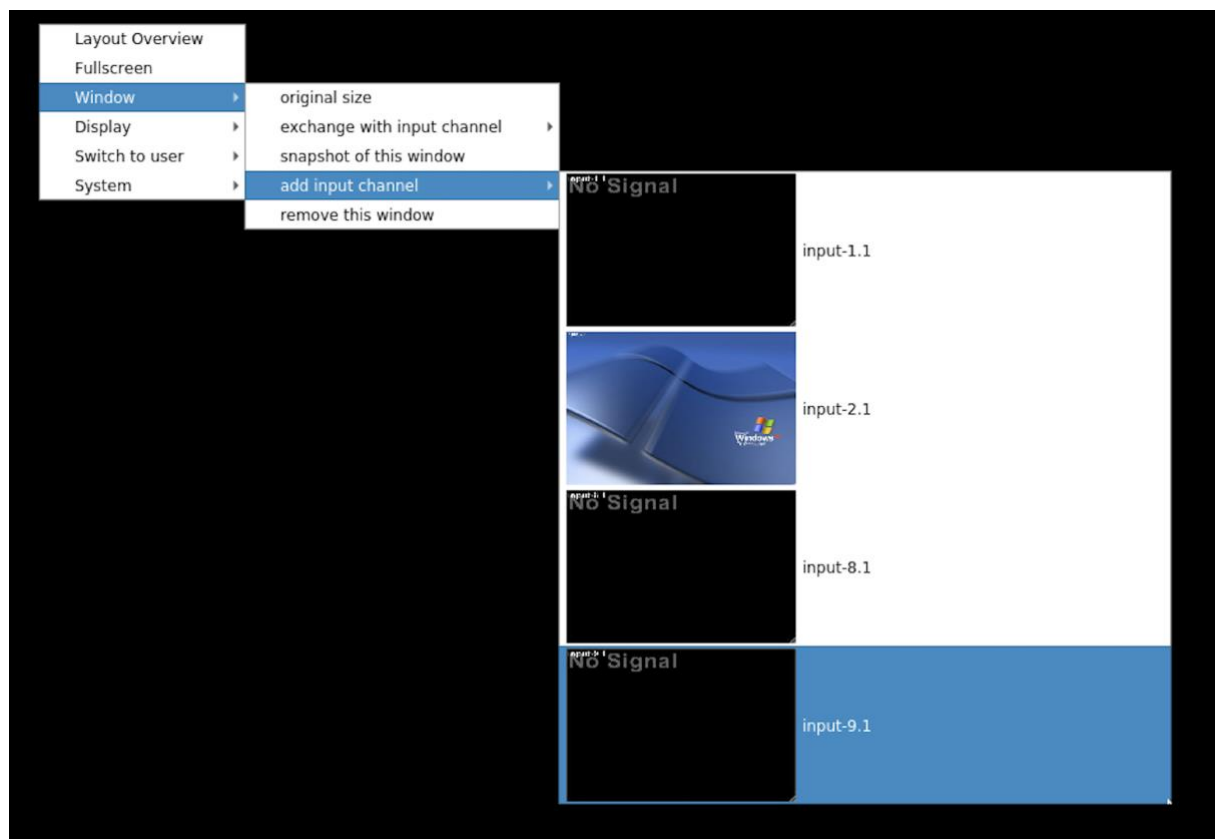 Layout Overview
Fullscreen
Window
Display
Switch to user
System
original size
exchange with input channel
snapshot of this window
add input channel
remove this window
No Signal
input-1.1
Windows
input-2.1
No Signal
input-8.1
No Signal
input-9.1